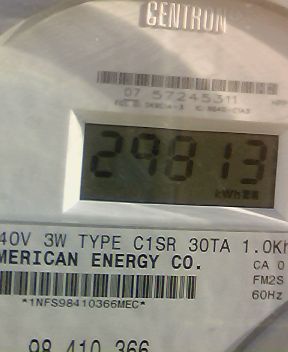 CENTRON
07 57245311
29813
kWh
40V 3W TYPE C1SR 30TA 1.0Kh
MERICAN ENERGY CO.
CA 0
FM2S
60Hz
*1NFS98410366MEC*
98 410 366